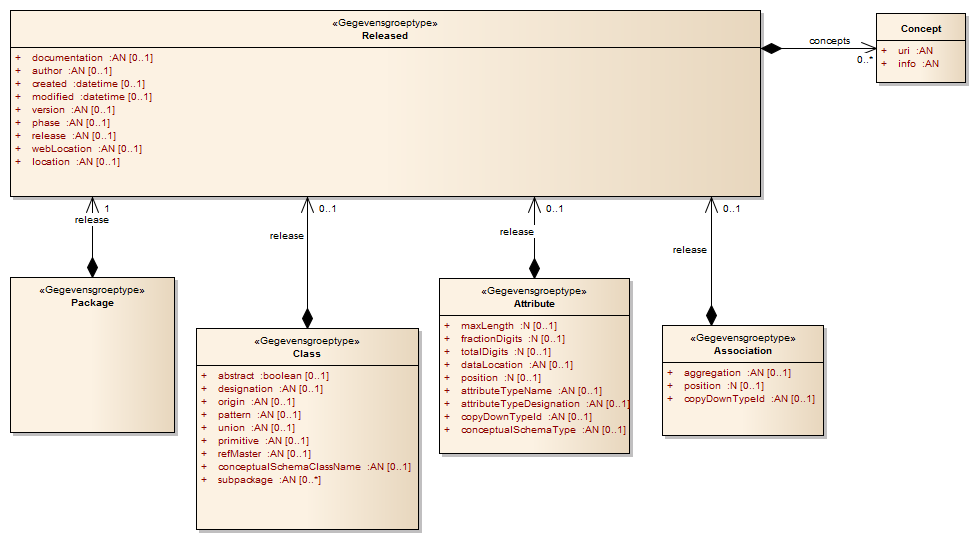 «Gegevensgroeptype»
Released
+ documentation :AN [0..1]
+ author :AN [0..1]
+ created :datetime [0..1]
+ modified :datetime [0..1]
+ version :AN [0..1]
+ phase :AN [0..1]
+ release :AN [0..1]
+ webLocation :AN [0..1]
+ location :AN [0..1]
concepts
0..*
Concept
+ uri :AN
+ info :AN
1
release
0..1
release
0..1
release
0..1
release
«Gegevensgroeptype»
Package
«Gegevensgroeptype»
Class
+ abstract :boolean [0..1]
+ designation :AN [0..1]
+ origin :AN [0..1]
+ pattern :AN [0..1]
+ union :AN [0..1]
+ primitive :AN [0..1]
+ refMaster :AN [0..1]
+ conceptualSchemaClassName :AN [0..1]
+ subpackage :AN [0..*]
«Gegevensgroeptype»
Attribute
+ maxLength :N [0..1]
+ fractionDigits :N [0..1]
+ totalDigits :N [0..1]
+ dataLocation :AN [0..1]
+ position :N [0..1]
+ attributeTypeName :AN [0..1]
+ attributeTypeDesignation :AN [0..1]
+ copyDownTypeId :AN [0..1]
+ conceptualSchemaType :AN [0..1]
«Gegevensgroeptype»
Association
+ aggregation :AN [0..1]
+ position :N [0..1]
+ copyDownTypeId :AN [0..1]